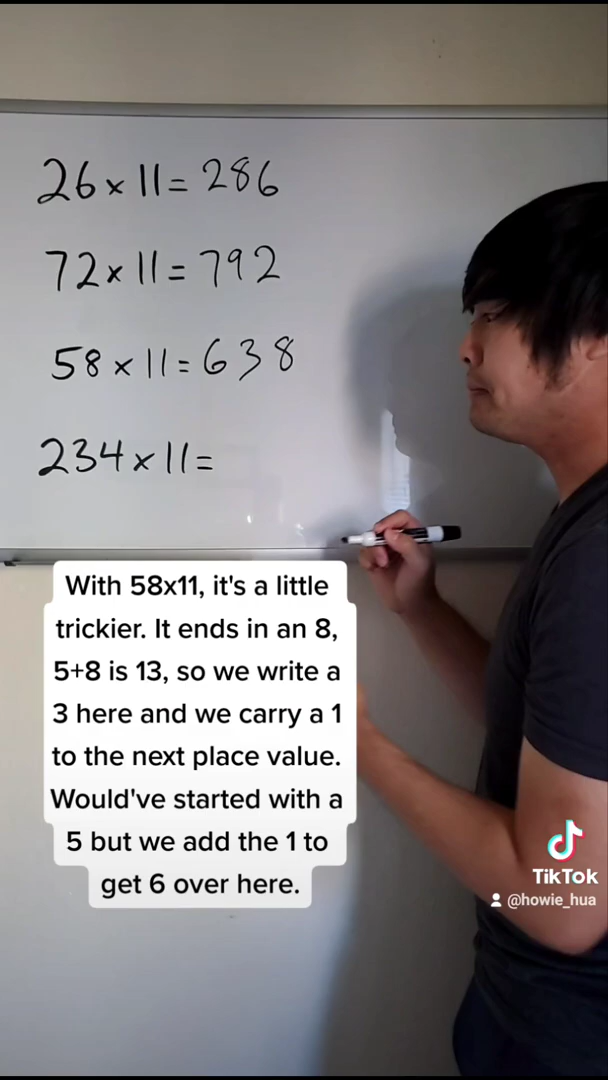 26 x 11 = 286
72 x 11 = 792
58 x 11 = 638
234 x 11 =
With 58x11, it's a little
trickier. It ends in an 8,
5+8 is 13, so we write a
3 here and we carry a 1
to the next place value.
Would've started with a
5 but we add the 1 to
get 6 over here.
TikTok
@howie_hua